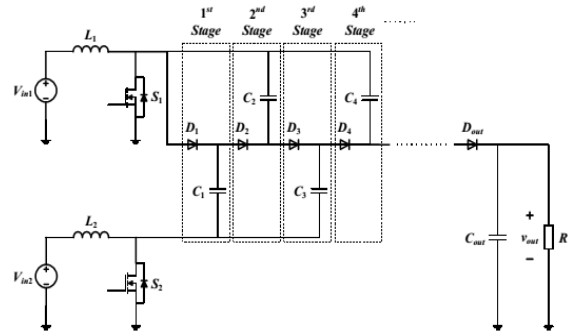 1st 2nd 3rd 4th
Stage Stage Stage Stage
L1
Vin1
S1
C2
C4
D1 D2 D3 D4 Dout
C1
C3
L2
Vin2
S2
Cout
+
vout
−
R